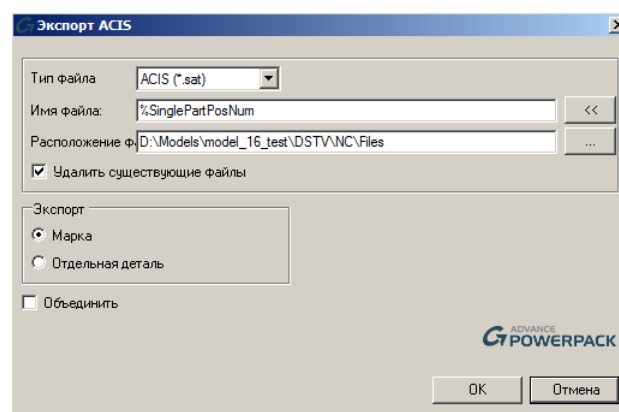 Экспорт ACIS
Тип файла ACIS (*.sat)
Имя файла: %SinglePartPosNum <<
Расположение ф D:\Models\model_16_test\DSTV\NC\Files ...
Удалить существующие файлы
Экспорт
Марка
Отдельная деталь
Объединить
ADVANCE
POWERPACK
OK Отмена